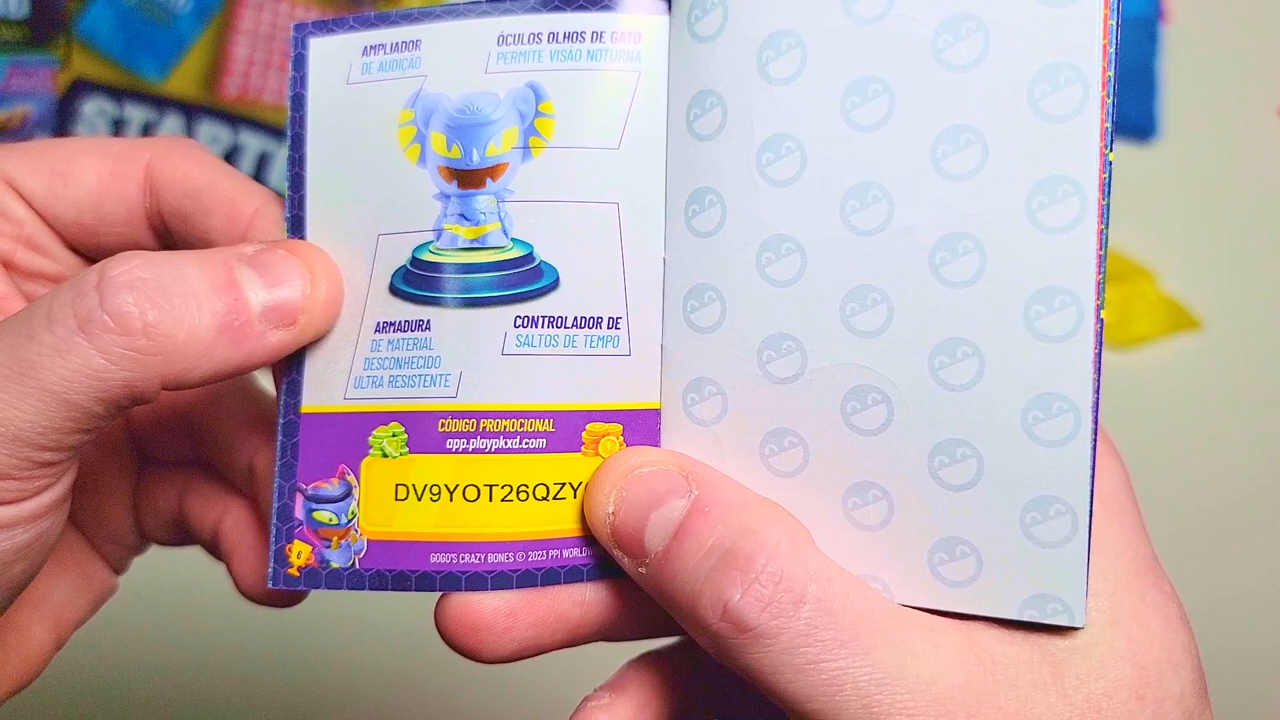 AMPLIADOR
DE AUDIÇÃO
ÓCULOS OLHOS DE GATO
PERMITE VISÃO NOTURNA
ARMADURA
DE MATERIAL
DESCONHECIDO
ULTRA RESISTENTE
CONTROLADOR DE
SALTOS DE TEMPO
CÓDIGO PROMOCIONAL
app.playpkxd.com
DV9YOT26QZY
6
GOGO'S CRAZY BONES © 2023 PPI